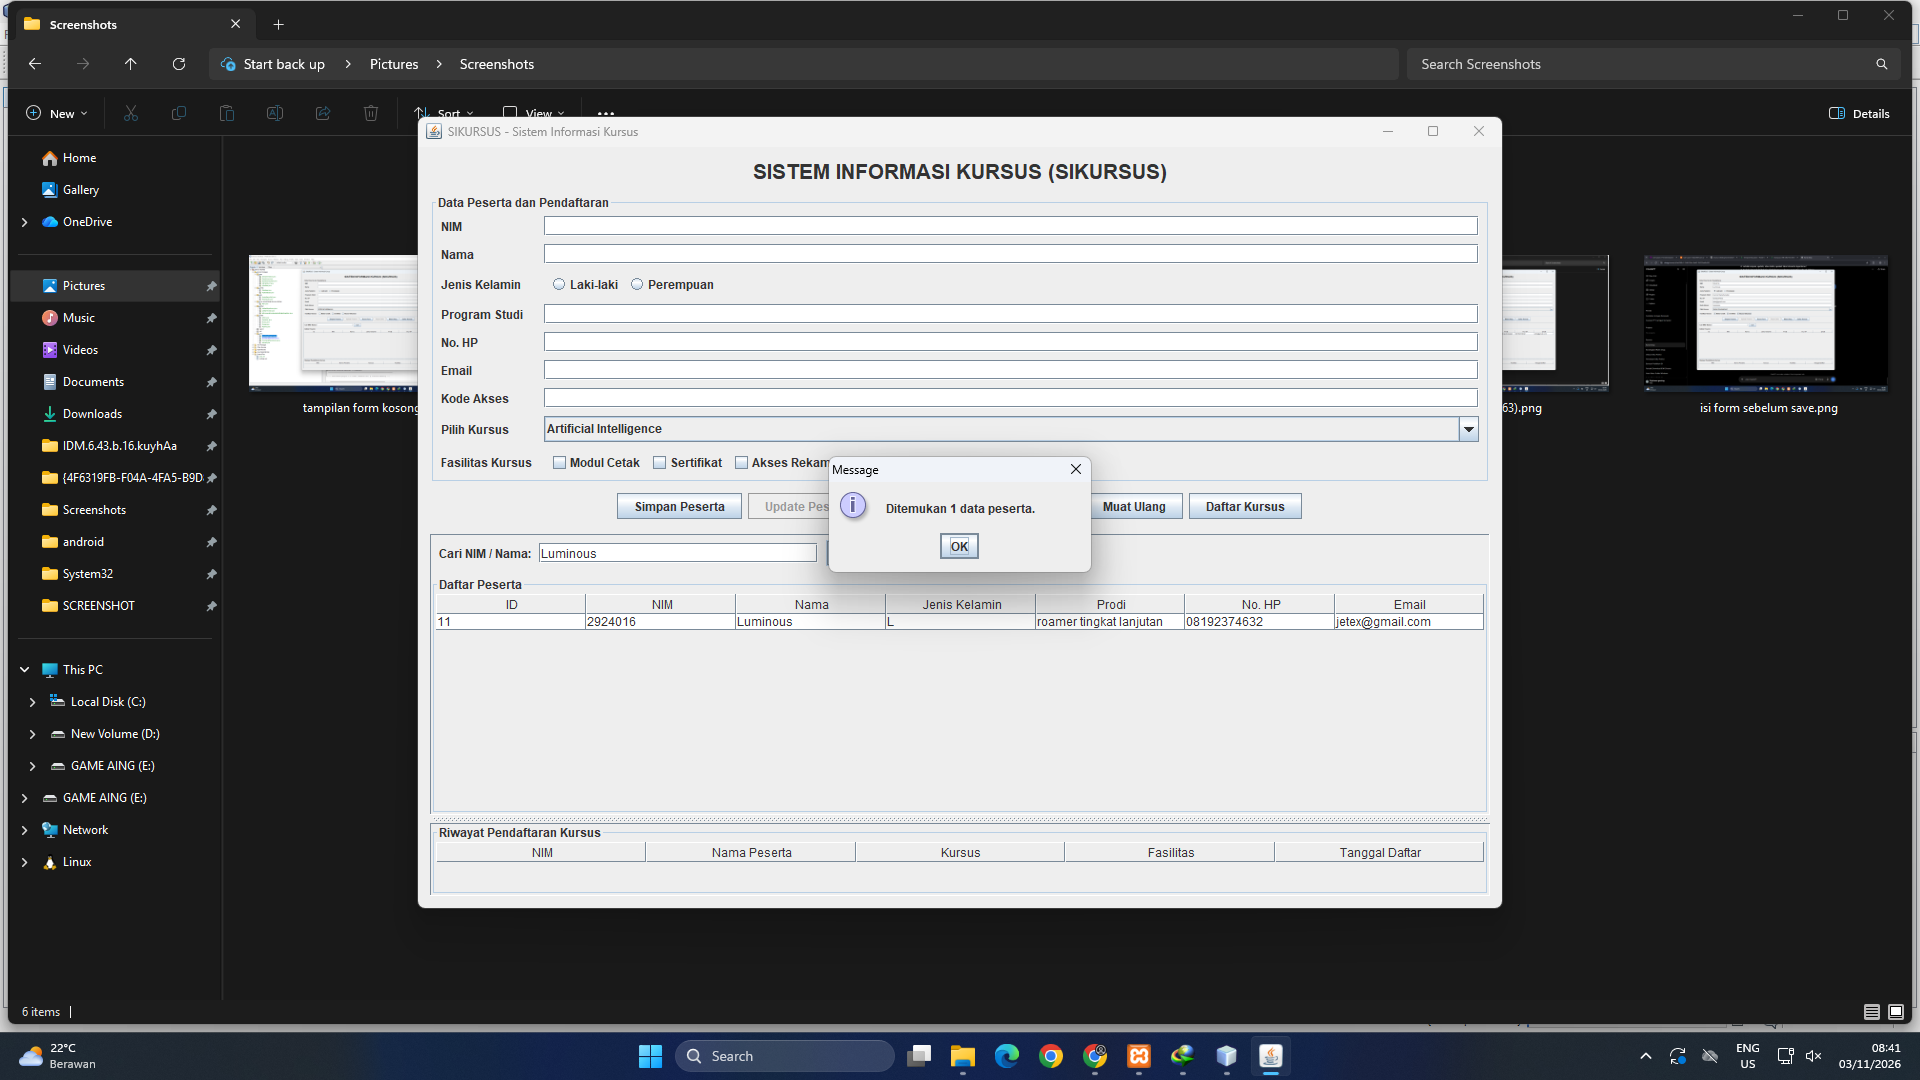 Screenshots
Start back up > Pictures > Screenshots
Search Screenshots
New
Sort
View
Details
Home
Gallery
OneDrive
Pictures
Music
Videos
Documents
Downloads
IDM.6.43.b.16.kuyhAa
{4F6319FB-F04A-4FA5-B9D
Screenshots
android
System32
SCREENSHOT
This PC
Local Disk (C:)
New Volume (D:)
GAME AING (E:)
GAME AING (E:)
Network
Linux
6 items
tampilan form kosong
63).png
isi form sebelum save.png
SIKURSUS - Sistem Informasi Kursus
SISTEM INFORMASI KURSUS (SIKURSUS)
Data Peserta dan Pendaftaran
NIM
Nama
Jenis Kelamin Laki-laki Perempuan
Program Studi
No. HP
Email
Kode Akses
Pilih Kursus Artificial Intelligence
Fasilitas Kursus Modul Cetak Sertifikat Akses Rekam
Simpan Peserta Update Pes Muat Ulang Daftar Kursus
Message
Ditemukan 1 data peserta.
OK
Cari NIM / Nama: Luminous
Daftar Peserta
ID NIM Nama Jenis Kelamin Prodi No. HP Email
11 2924016 Luminous L roamer tingkat lanjutan 08192374632 jetex@gmail.com
Riwayat Pendaftaran Kursus
NIM Nama Peserta Kursus Fasilitas Tanggal Daftar
22°C
Berawan
Search
ENG
US
08:41
03/11/2026